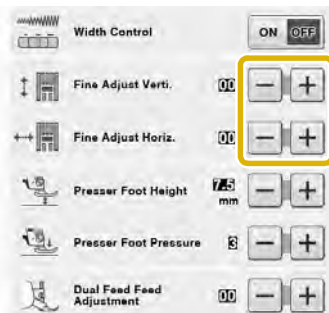 Width Control ON OFF
Fine Adjust Verti. 00 − +
Fine Adjust Horiz. 00 − +
Presser Foot Height 7.5 mm − +
Presser Foot Pressure 3 − +
Dual Feed Feed
Adjustment 00 − +